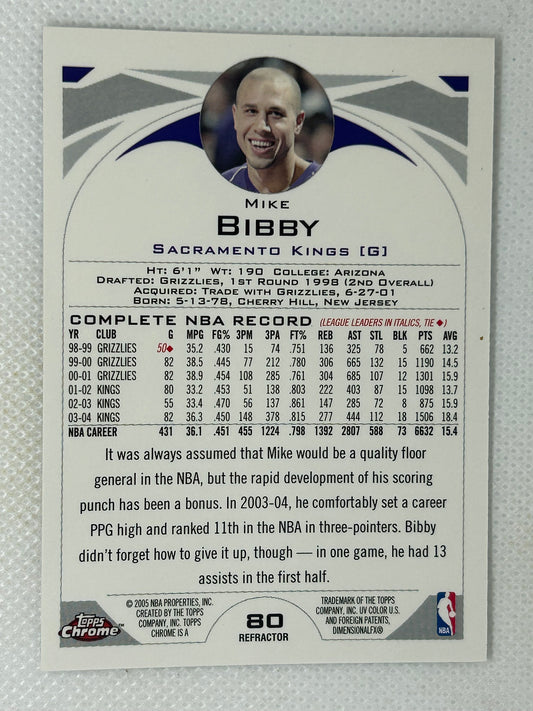 MIKE
BIBBY
SACRAMENTO KINGS [G]
HT: 6'1" WT: 190 COLLEGE: ARIZONA
DRAFTED: GRIZZLIES, 1ST ROUND 1998 (2ND OVERALL)
ACQUIRED: TRADE WITH GRIZZLIES, 6-27-01
BORN: 5-13-78, CHERRY HILL, NEW JERSEY
COMPLETE NBA RECORD (LEAGUE LEADERS IN ITALICS, TIE ◆)
YR CLUB G MPG FG% 3PM 3PA FT% REB AST STL BLK PTS AVG
98-99 GRIZZLIES 50◆ 35.2 .430 15 74 .751 136 325 78 5 662 13.2
99-00 GRIZZLIES 82 38.5 .445 77 212 .780 306 665 132 15 1190 14.5
00-01 GRIZZLIES 82 38.9 .454 108 285 .761 304 685 107 12 1301 15.9
01-02 KINGS 80 33.2 .453 51 138 .803 222 403 87 15 1098 13.7
02-03 KINGS 55 33.4 .470 56 137 .861 147 285 72 8 875 15.9
03-04 KINGS 82 36.3 .450 148 378 .815 277 444 112 18 1506 18.4
NBA CAREER 431 36.1 .451 455 1224 .798 1392 2807 588 73 6632 15.4
It was always assumed that Mike would be a quality floor
general in the NBA, but the rapid development of his scoring
punch has been a bonus. In 2003-04, he comfortably set a career
PPG high and ranked 11th in the NBA in three-pointers. Bibby
didn't forget how to give it up, though — in one game, he had 13
assists in the first half.
Topps Chrome™
© 2005 NBA PROPERTIES, INC.
CREATED BY THE TOPPS
COMPANY, INC. TOPPS
CHROME IS A
80
REFRACTOR
TRADEMARK OF THE TOPPS
COMPANY, INC. UV COLOR U.S.
AND FOREIGN PATENTS,
DIMENSIONALFX®
NBA